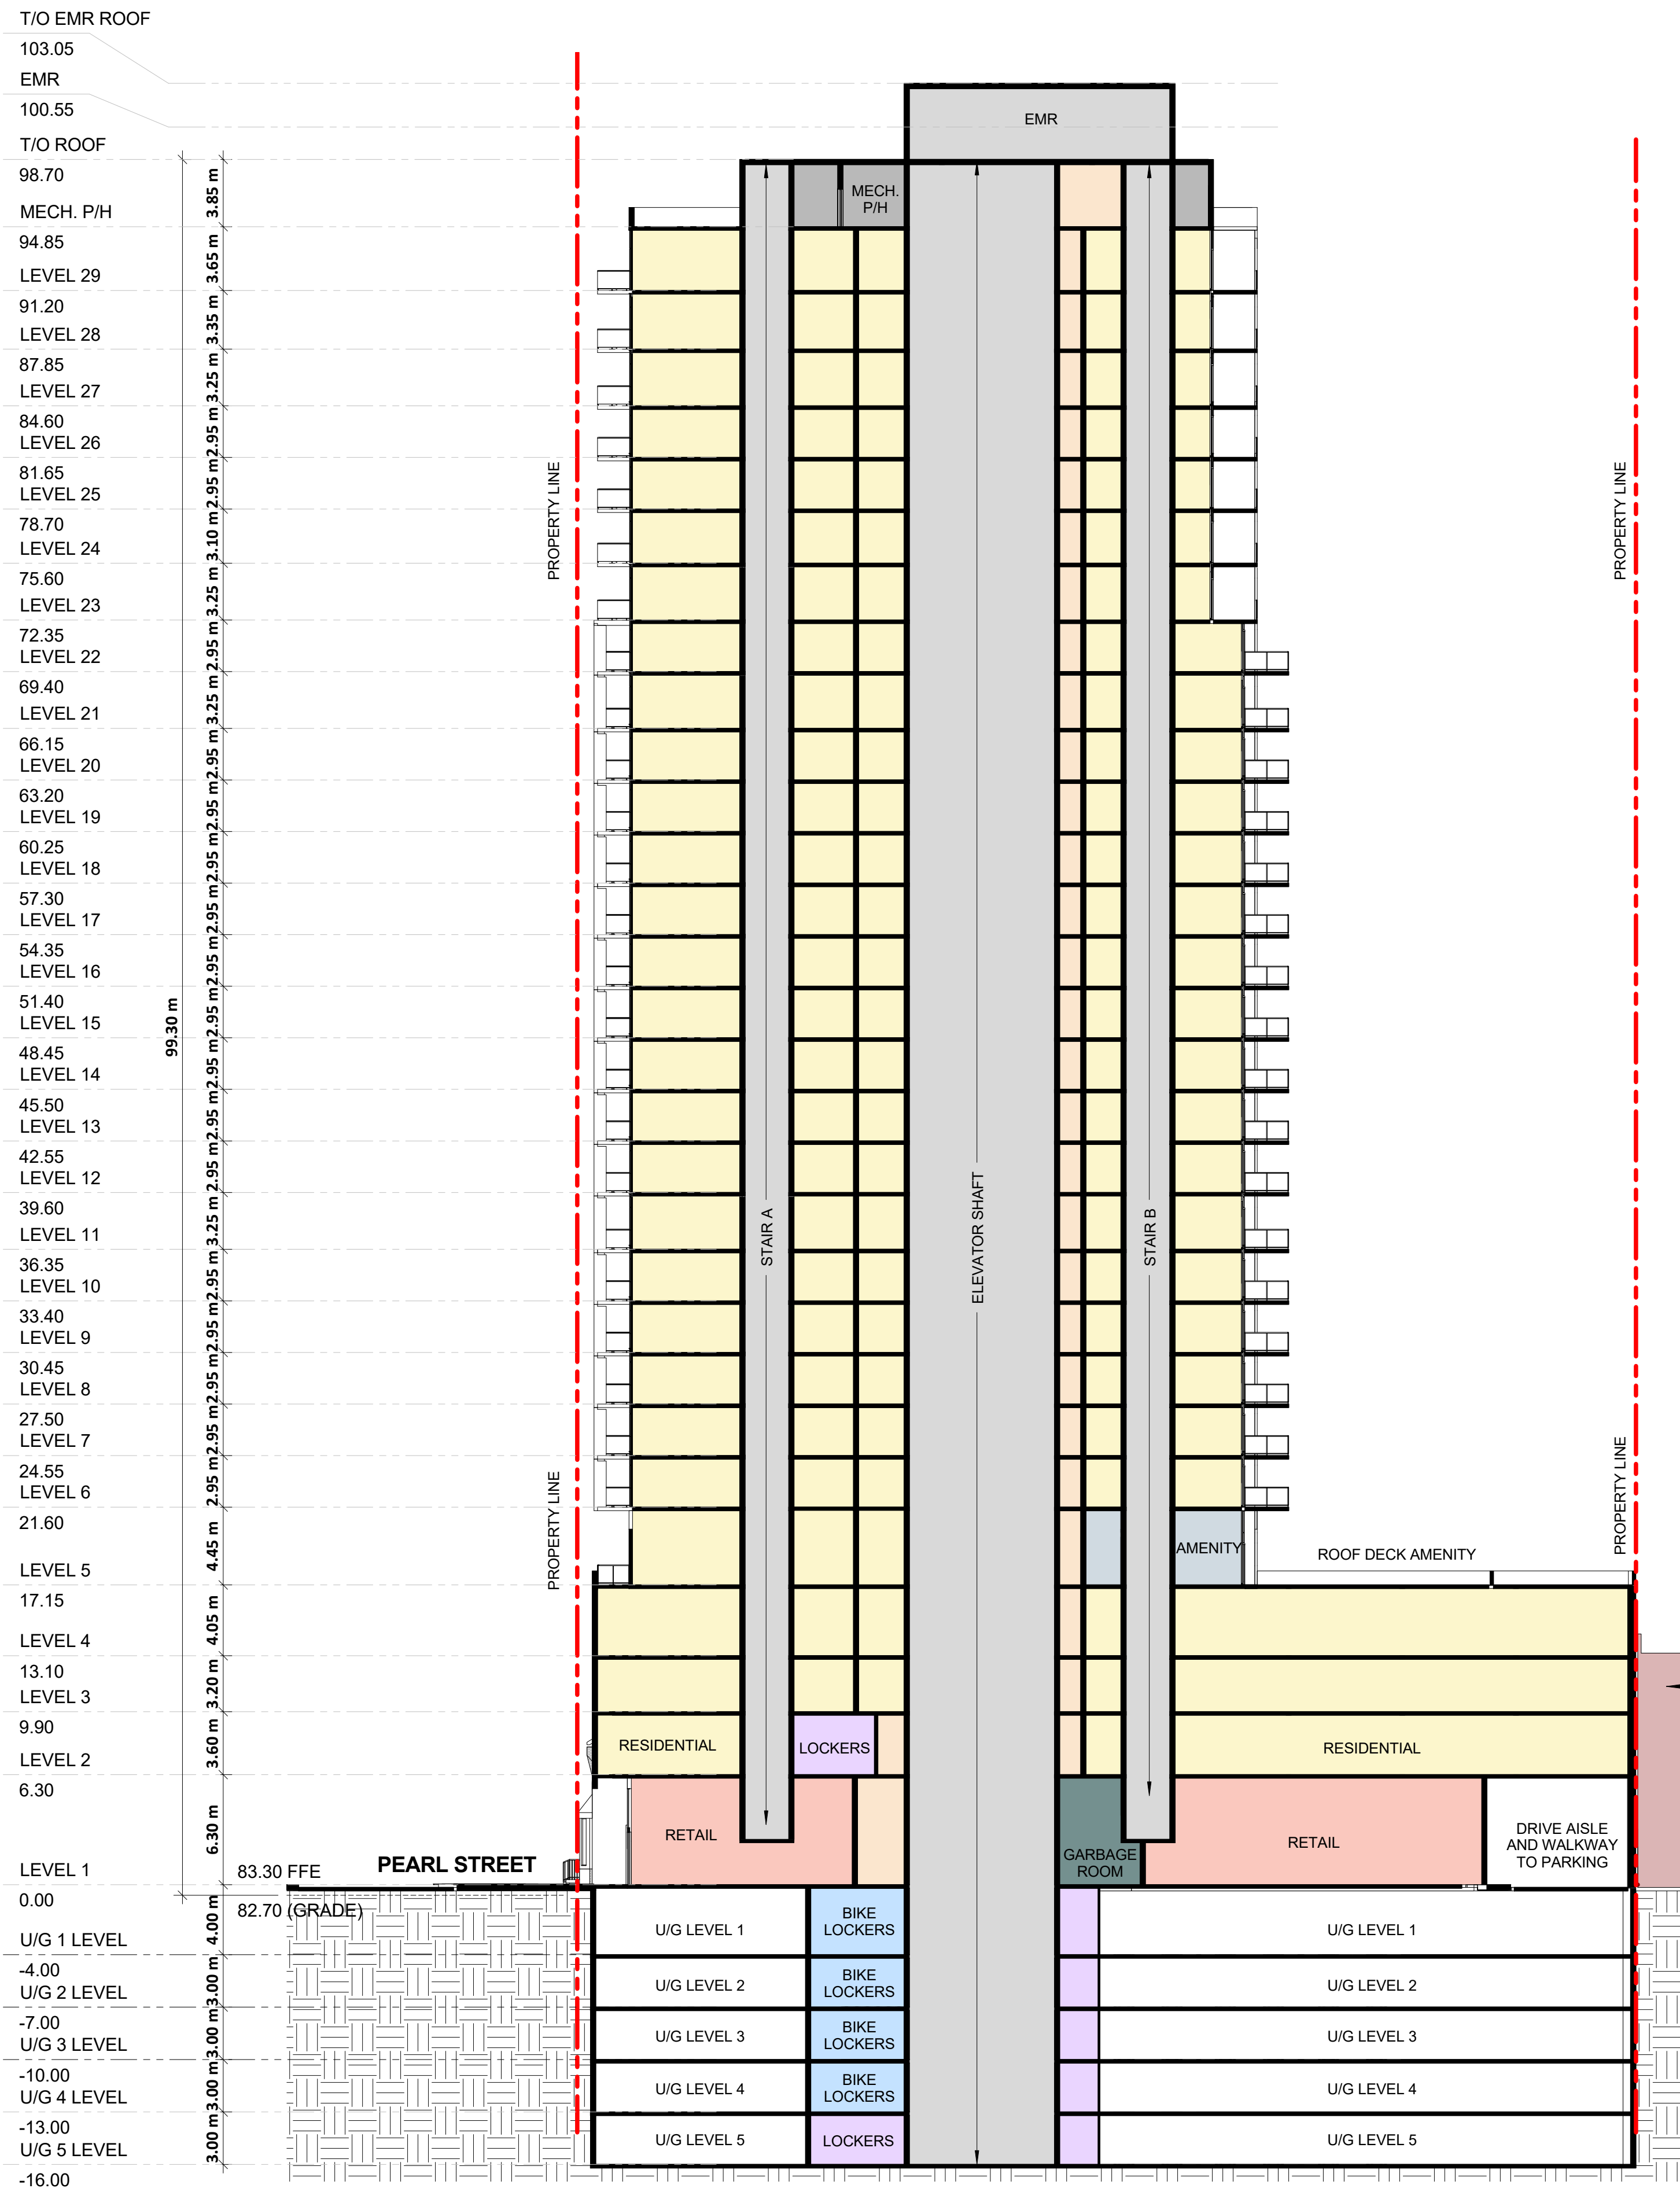 T/O EMR ROOF
103.05
EMR
100.55
T/O ROOF
98.70
MECH. P/H
94.85
LEVEL 29
91.20
LEVEL 28
87.85
LEVEL 27
84.60
LEVEL 26
81.65
LEVEL 25
78.70
LEVEL 24
75.60
LEVEL 23
72.35
LEVEL 22
69.40
LEVEL 21
66.15
LEVEL 20
63.20
LEVEL 19
60.25
LEVEL 18
57.30
LEVEL 17
54.35
LEVEL 16
51.40
LEVEL 15
48.45
LEVEL 14
45.50
LEVEL 13
42.55
LEVEL 12
39.60
LEVEL 11
36.35
LEVEL 10
33.40
LEVEL 9
30.45
LEVEL 8
27.50
LEVEL 7
24.55
LEVEL 6
21.60
LEVEL 5
17.15
LEVEL 4
13.10
LEVEL 3
9.90
LEVEL 2
6.30
LEVEL 1
0.00
U/G 1 LEVEL
-4.00
U/G 2 LEVEL
-7.00
U/G 3 LEVEL
-10.00
U/G 4 LEVEL
-13.00
U/G 5 LEVEL
-16.00
99.30 m
3.85 m
3.65 m
3.35 m
3.25 m
2.95 m
2.95 m
3.10 m
3.25 m
2.95 m
3.25 m
2.95 m
2.95 m
2.95 m
2.95 m
2.95 m
2.95 m
2.95 m
2.95 m
2.95 m
3.25 m
2.95 m
2.95 m
2.95 m
2.95 m
2.95 m
4.45 m
4.05 m
3.20 m
3.60 m
6.30 m
4.00 m
3.00 m
3.00 m
3.00 m
3.00 m
83.30 FFE
82.70 (GRADE)
PEARL STREET
PROPERTY LINE
PROPERTY LINE
PROPERTY LINE
PROPERTY LINE
EMR
MECH.
P/H
STAIR A
ELEVATOR SHAFT
STAIR B
AMENITY
ROOF DECK AMENITY
RESIDENTIAL
LOCKERS
RESIDENTIAL
RETAIL
GARBAGE
ROOM
RETAIL
DRIVE AISLE
AND WALKWAY
TO PARKING
U/G LEVEL 1
BIKE
LOCKERS
U/G LEVEL 1
U/G LEVEL 2
BIKE
LOCKERS
U/G LEVEL 2
U/G LEVEL 3
BIKE
LOCKERS
U/G LEVEL 3
U/G LEVEL 4
BIKE
LOCKERS
U/G LEVEL 4
U/G LEVEL 5
LOCKERS
U/G LEVEL 5